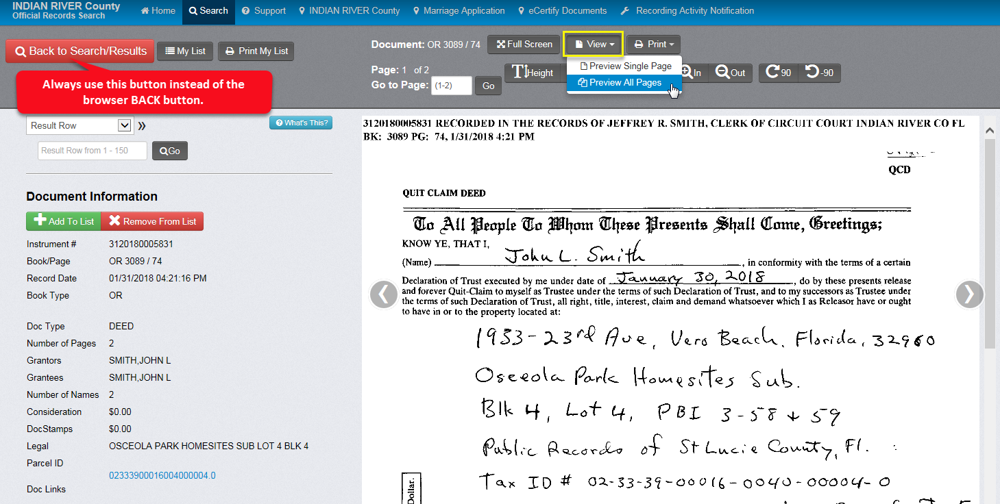 INDIAN RIVER County
Official Records Search
Home
Search
Support
INDIAN RIVER County
Marriage Application
eCertify Documents
Recording Activity Notification
Back to Search/Results
My List
Print My List
Always use this button instead of the
browser BACK button.
Document: OR 3089 / 74
Full Screen
View
Print
Page: 1 of 2
Go to Page: (1-2) Go
Height
Preview Single Page
Preview All Pages
In
Out
90
-90
Result Row
What's This?
Result Row from 1 - 150
Go
Document Information
Add To List
Remove From List
Instrument # 3120180005831
Book/Page OR 3089 / 74
Record Date 01/31/2018 04:21:16 PM
Book Type OR
Doc Type DEED
Number of Pages 2
Grantors SMITH,JOHN L
Grantees SMITH,JOHN L
Number of Names 2
Consideration $0.00
DocStamps $0.00
Legal OSCEOLA PARK HOMESITES SUB LOT 4 BLK 4
Parcel ID
02333900016004000004.0
Doc Links
3120180005831 RECORDED IN THE RECORDS OF JEFFREY R. SMITH, CLERK OF CIRCUIT COURT INDIAN RIVER CO FL
BK: 3089 PG: 74, 1/31/2018 4:21 PM
QCD
QUIT CLAIM DEED
To All People To Whom These Presents Shall Come, Greetings;
KNOW YE, THAT I,
(Name) John L. Smith, in conformity with the terms of a certain
Declaration of Trust executed by me under date of January 30, 2018, do by these presents release
and forever Quit-Claim to myself as Trustee under the terms of such Declaration of Trust, and to my successors as Trustee under
the terms of such Declaration of Trust, all right, title, interest, claim and demand whatsoever which I as Releasor have or ought
to have in or to the property located at:
1933-23rd Ave, Vero Beach, Florida, 32960
Osceola Park Homesites Sub.
Blk 4, Lot 4, PBI 3-58 + 59
Public Records of St Lucie County, Fl.
Tax ID # 02-33-39-00016-0040-00004-0
Dollar.